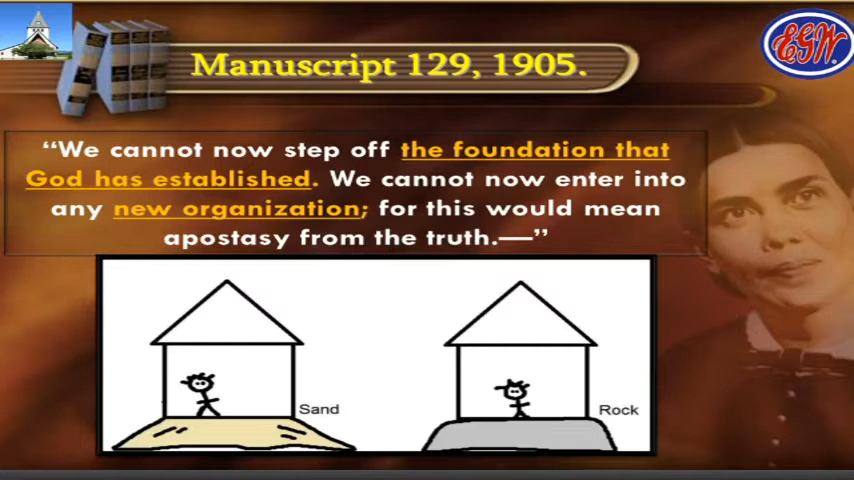 Manuscript 129, 1905.
EGW
“We cannot now step off the foundation that
God has established. We cannot now enter into
any new organization; for this would mean
apostasy from the truth.—”
Sand
Rock